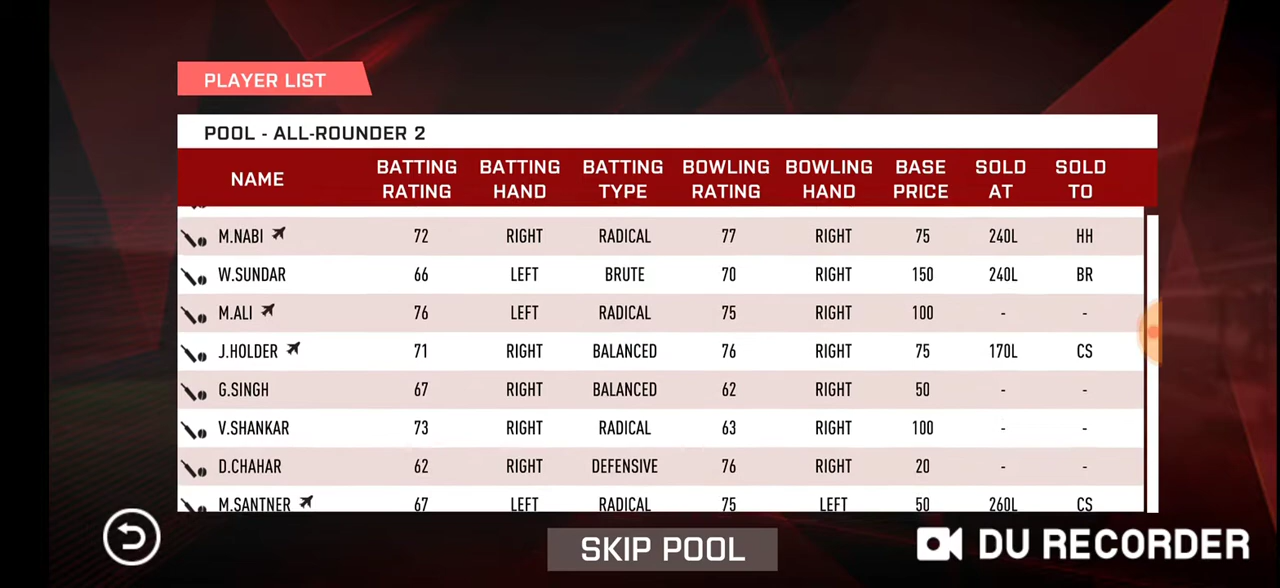 PLAYER LIST
POOL - ALL-ROUNDER 2
NAME BATTING RATING BATTING HAND BATTING TYPE BOWLING RATING BOWLING HAND BASE PRICE SOLD AT SOLD TO
M.NABI 72 RIGHT RADICAL 77 RIGHT 75 240L HH
W.SUNDAR 66 LEFT BRUTE 70 RIGHT 150 240L BR
M.ALI 76 LEFT RADICAL 75 RIGHT 100 - -
J.HOLDER 71 RIGHT BALANCED 76 RIGHT 75 170L CS
G.SINGH 67 RIGHT BALANCED 62 RIGHT 50 - -
V.SHANKAR 73 RIGHT RADICAL 63 RIGHT 100 - -
D.CHAHAR 62 RIGHT DEFENSIVE 76 RIGHT 20 - -
M.SANTNER 67 LEFT RADICAL 75 LEFT 50 260L CS
SKIP POOL
DU RECORDER